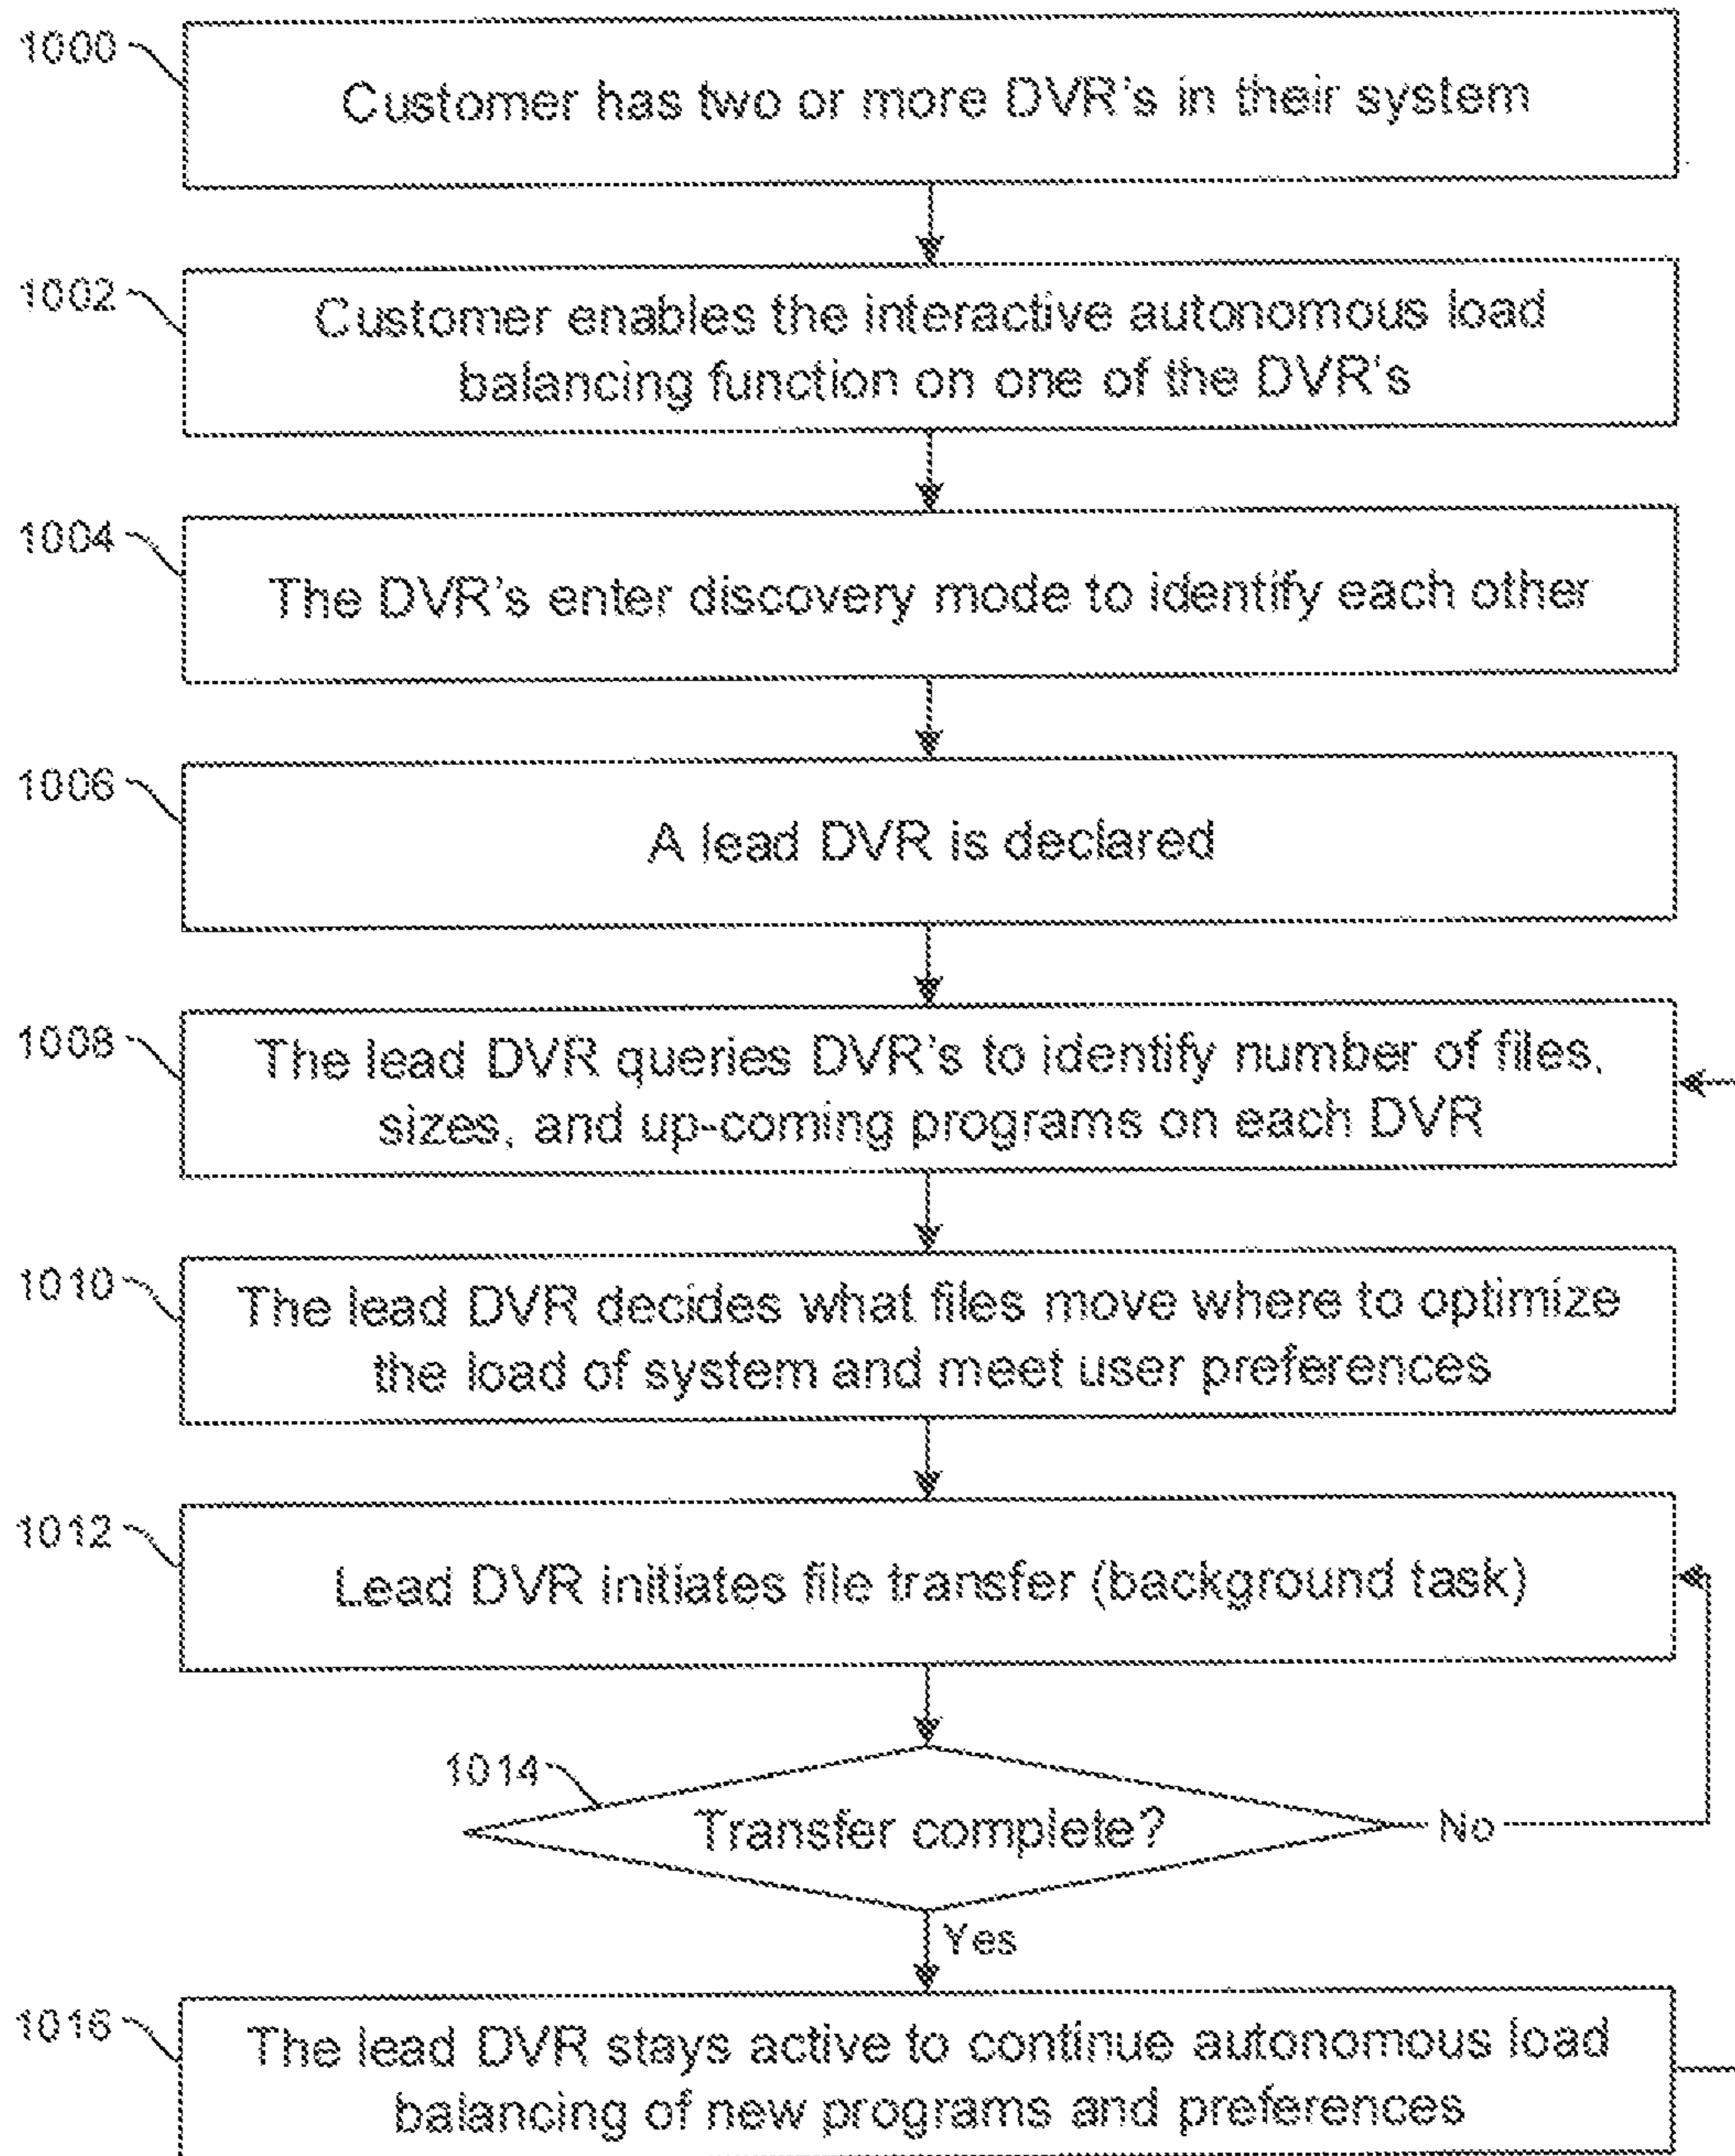 1000
Customer has two or more DVR's in their system
1002
Customer enables the interactive autonomous load
balancing function on one of the DVR's
1004
The DVR's enter discovery mode to identify each other
1006
A lead DVR is declared
1008
The lead DVR queries DVR's to identify number of files,
sizes, and up-coming programs on each DVR
1010
The lead DVR decides what files move where to optimize
the load of system and meet user preferences
1012
Lead DVR initiates file transfer (background task)
1014
Transfer complete?
No
Yes
1016
The lead DVR stays active to continue autonomous load
balancing of new programs and preferences